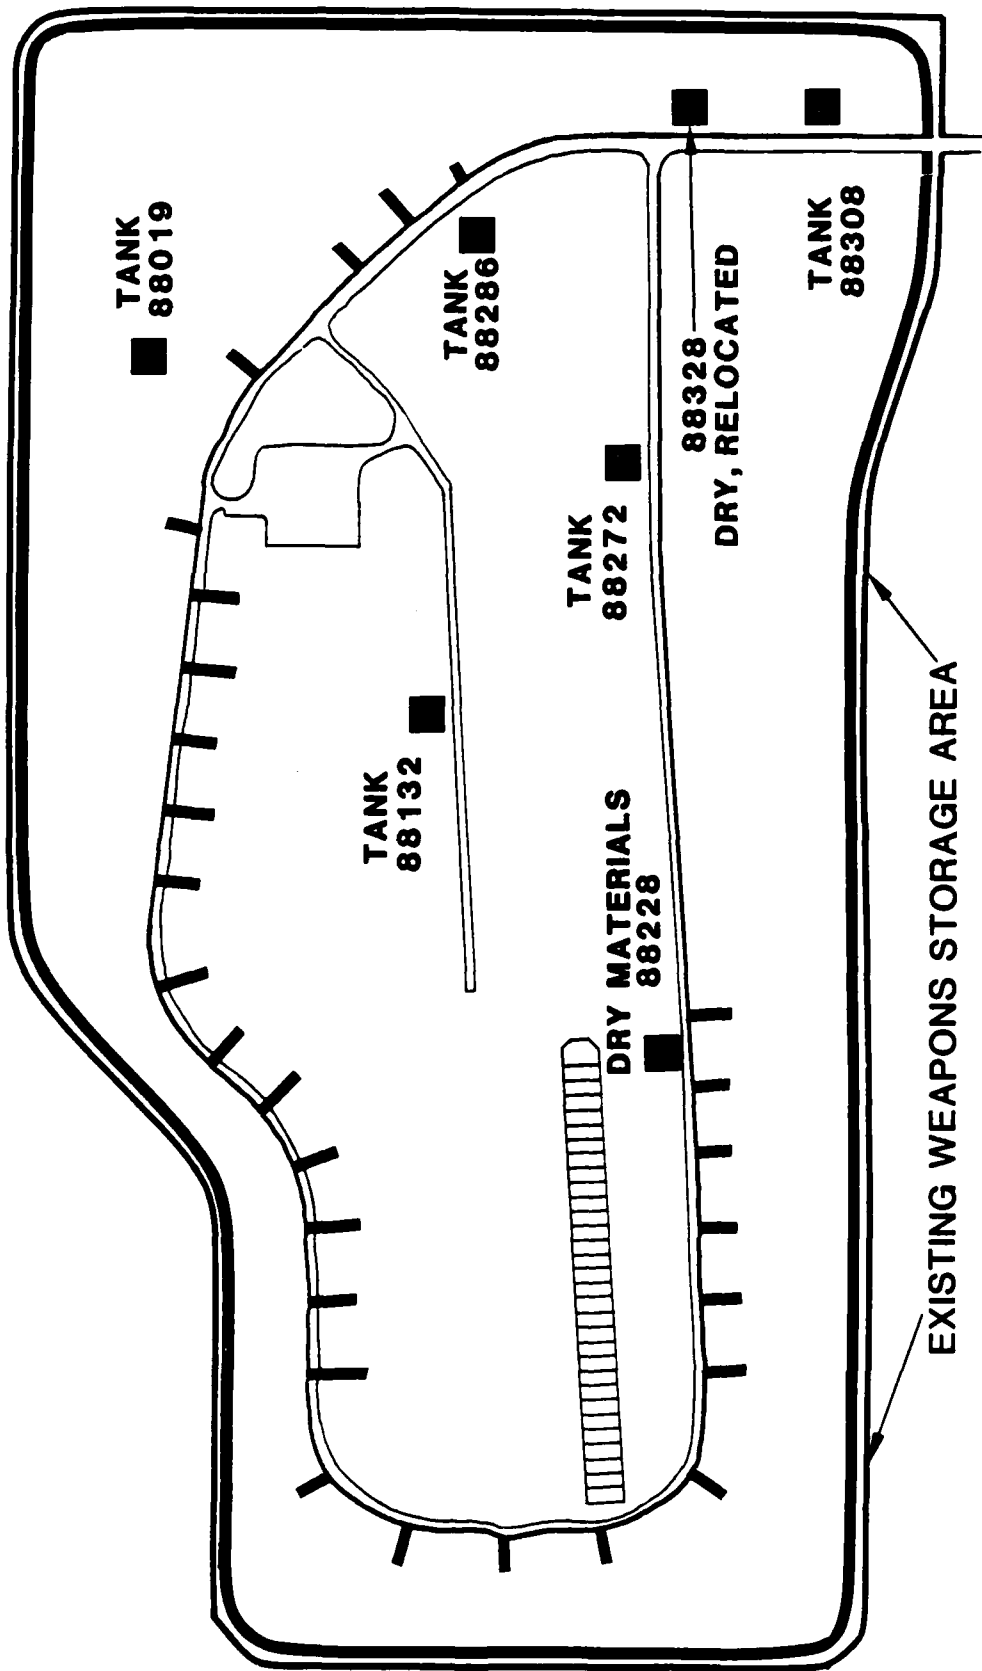 TANK
88019
TANK
88286
TANK
88308
88328
DRY, RELOCATED
TANK
88272
TANK
88132
DRY MATERIALS
88228
EXISTING WEAPONS STORAGE AREA